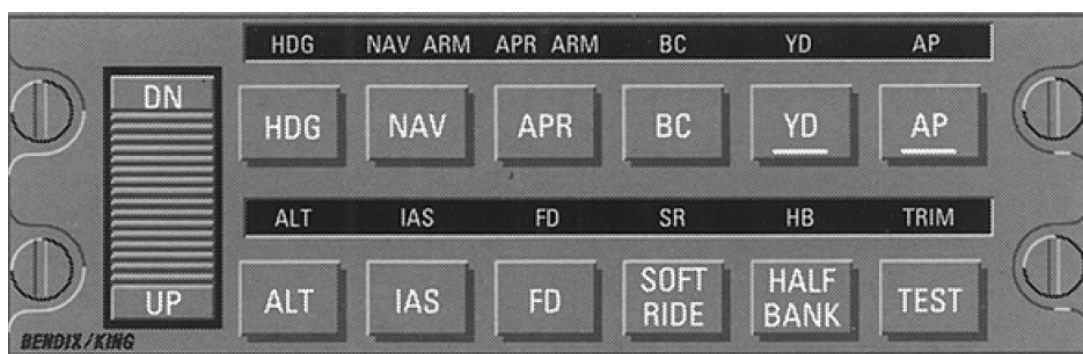 HDG NAV ARM APR ARM BC YD AP
DN
HDG NAV APR BC YD AP
ALT IAS FD SR HB TRIM
UP
ALT IAS FD SOFT RIDE HALF BANK TEST
BENDIX/KING